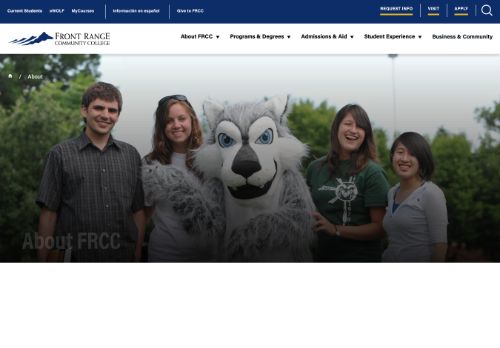 Current Students eWOLF MyCourses Información en español Give to FRCC REQUEST INFO VISIT APPLY
FRONT RANGE
COMMUNITY COLLEGE
About FRCC ▼ Programs & Degrees ▼ Admissions & Aid ▼ Student Experience ▼ Business & Community
/ About
About FRCC